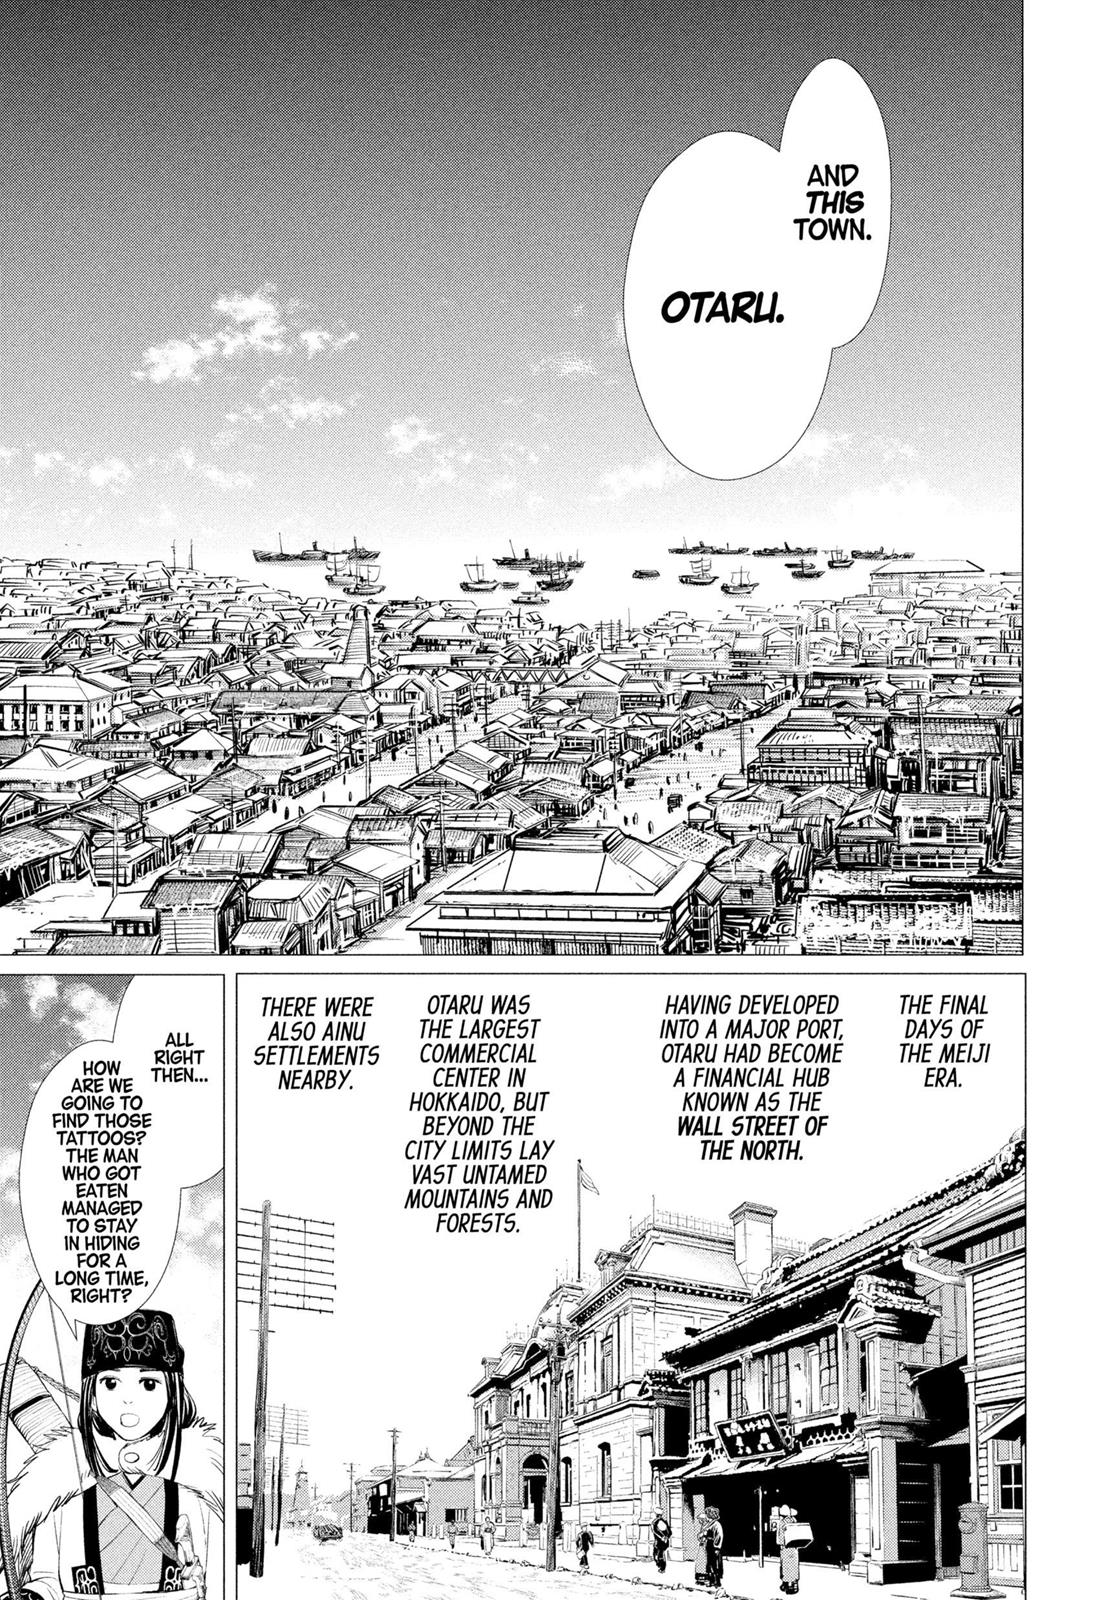 AND
THIS
TOWN.
OTARU.
THE FINAL
DAYS OF
THE MEIJI
ERA.
HAVING DEVELOPED
INTO A MAJOR PORT,
OTARU HAD BECOME
A FINANCIAL HUB
KNOWN AS THE
WALL STREET OF
THE NORTH.
OTARU WAS
THE LARGEST
COMMERCIAL
CENTER IN
HOKKAIDO, BUT
BEYOND THE
CITY LIMITS LAY
VAST UNTAMED
MOUNTAINS AND
FORESTS.
THERE WERE
ALSO AINU
SETTLEMENTS
NEARBY.
ALL
RIGHT
THEN...
HOW
ARE WE
GOING TO
FIND THOSE
TATTOOS?
THE MAN
WHO GOT
EATEN
MANAGED
TO STAY
IN HIDING
FOR A
LONG TIME,
RIGHT?